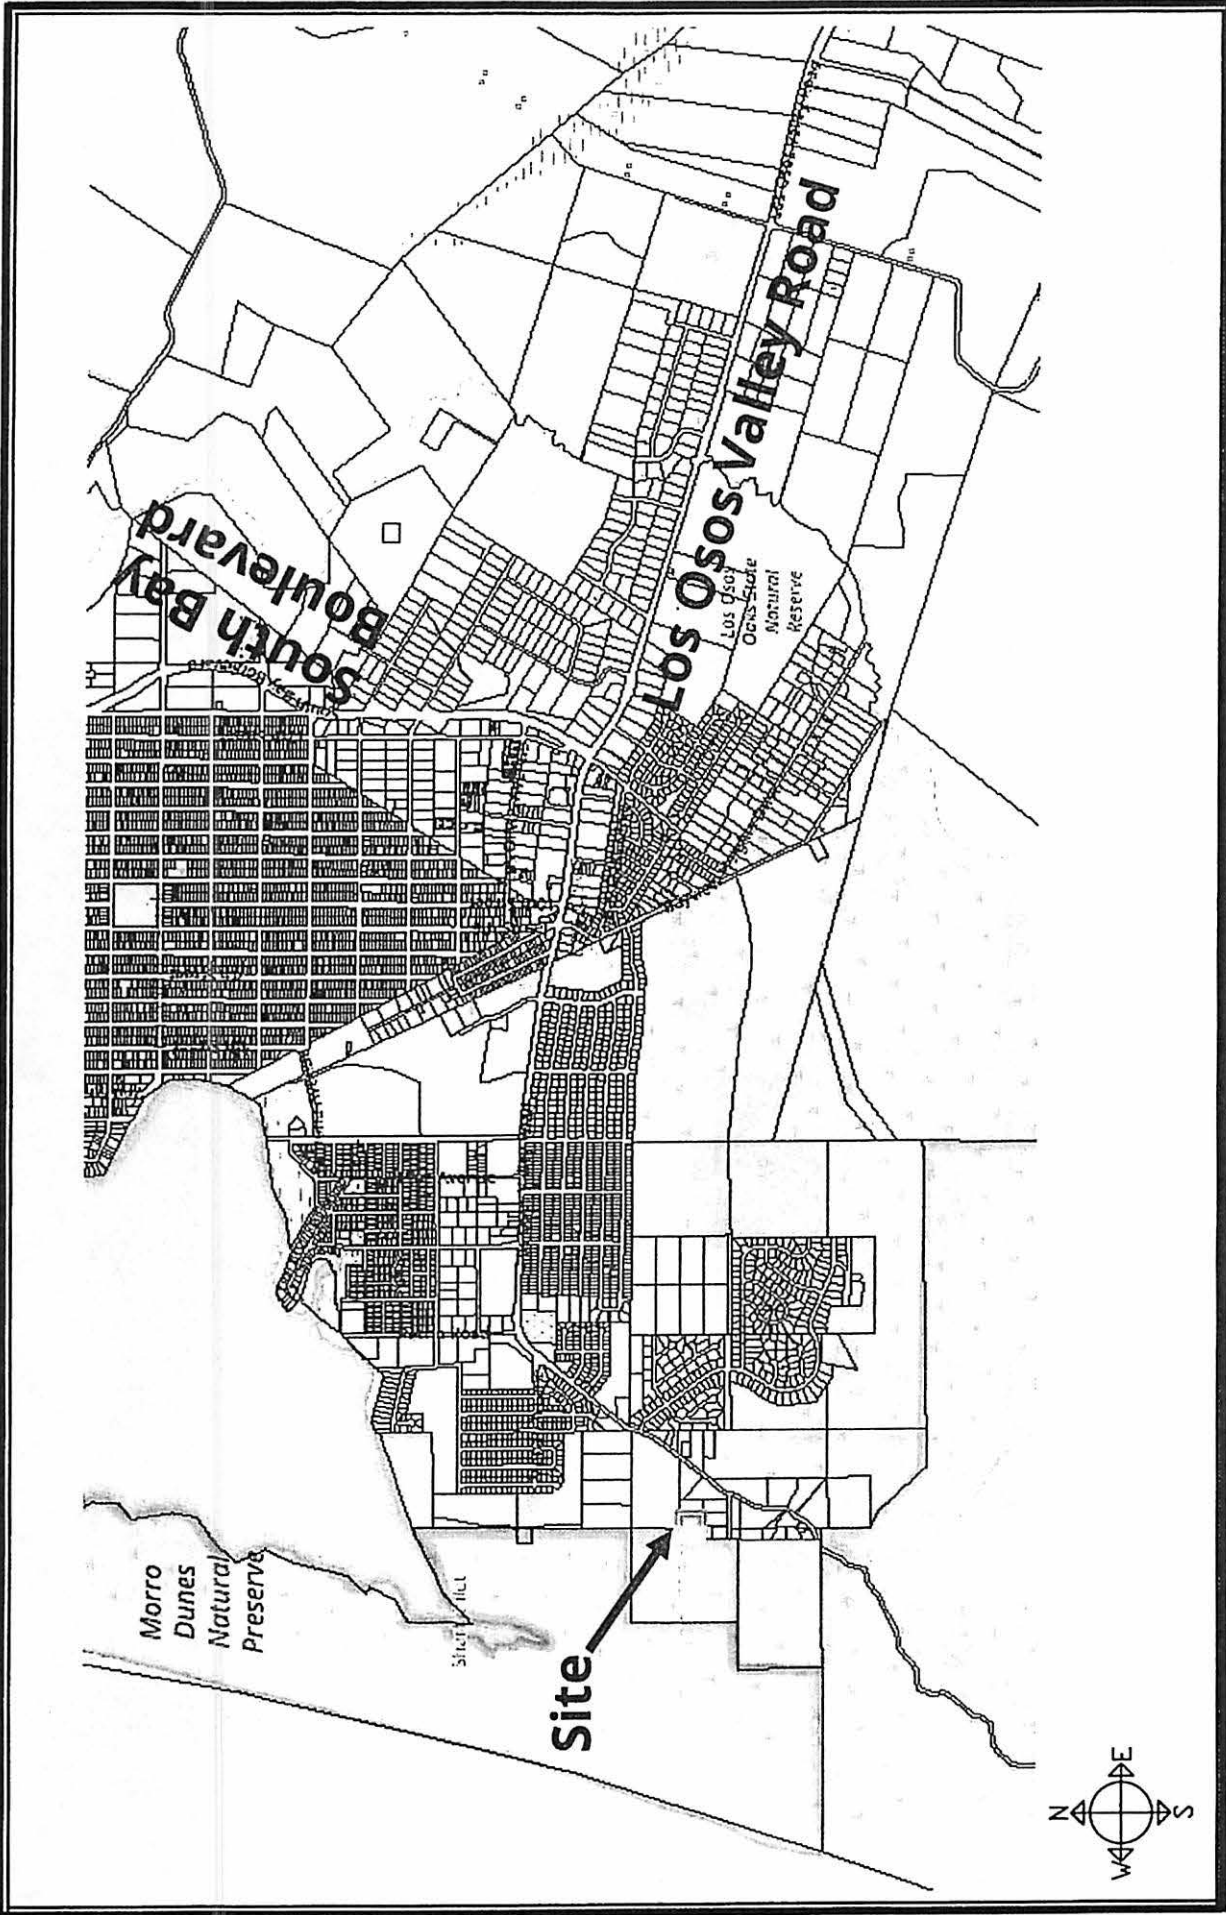 South Bay
Boulevard
Los Osos Valley Road
Los Osos
Oaks State
Natural
Reserve
Morro
Dunes
Natural
Preserve
Site
N
W
E
S